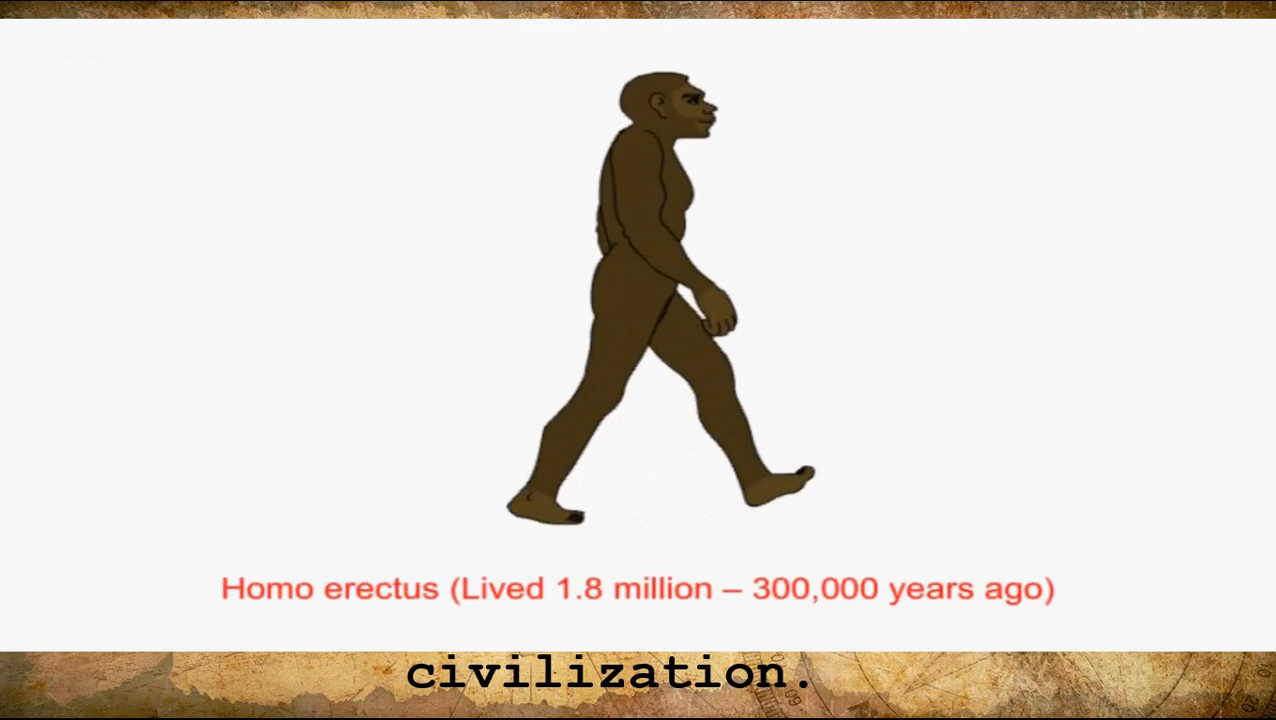 Homo erectus (Lived 1.8 million – 300,000 years ago)
civilization.